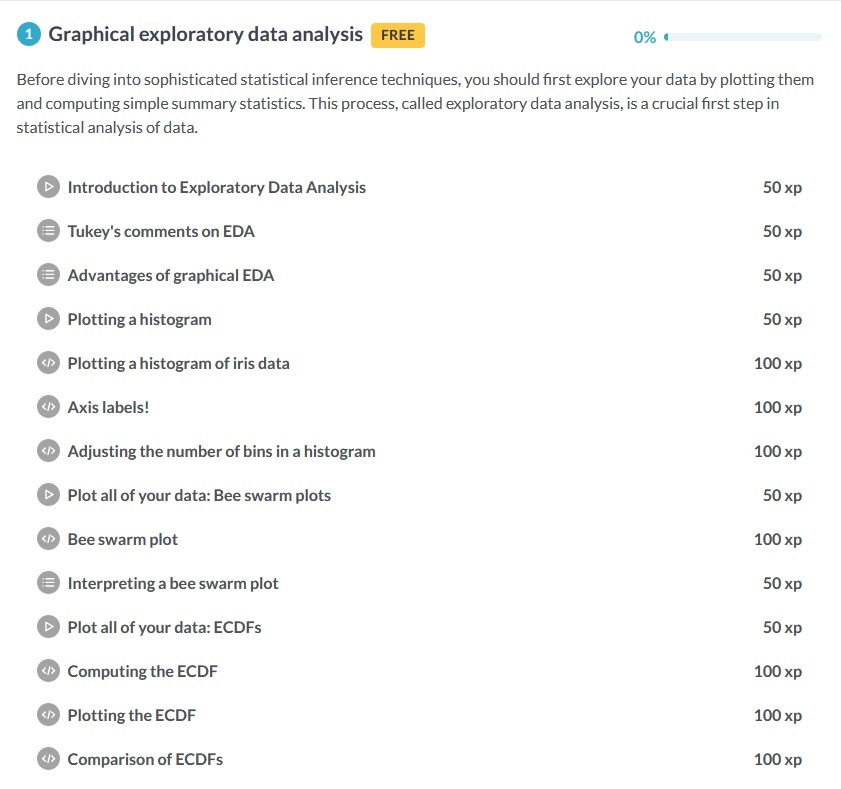 1 Graphical exploratory data analysis FREE 0%
Before diving into sophisticated statistical inference techniques, you should first explore your data by plotting them
and computing simple summary statistics. This process, called exploratory data analysis, is a crucial first step in
statistical analysis of data.
Introduction to Exploratory Data Analysis 50 xp
Tukey's comments on EDA 50 xp
Advantages of graphical EDA 50 xp
Plotting a histogram 50 xp
</> Plotting a histogram of iris data 100 xp
</> Axis labels! 100 xp
</> Adjusting the number of bins in a histogram 100 xp
Plot all of your data: Bee swarm plots 50 xp
</> Bee swarm plot 100 xp
Interpreting a bee swarm plot 50 xp
Plot all of your data: ECDFs 50 xp
</> Computing the ECDF 100 xp
</> Plotting the ECDF 100 xp
</> Comparison of ECDFs 100 xp